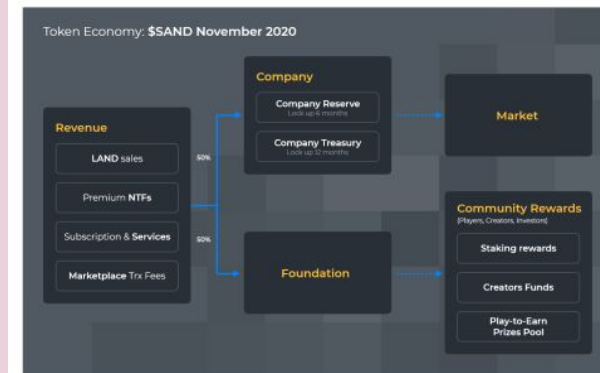 Token Economy: $SAND November 2020
Company
Company Reserve
Lock up 6 months
Company Treasury
Lock up 12 months
Market
Revenue
LAND sales
Premium NTFs
Subscription & Services
Marketplace Trx Fees
50%
50%
Foundation
Community Rewards
(Players, Creators, Investors)
Staking rewards
Creators Funds
Play-to-Earn
Prizes Pool